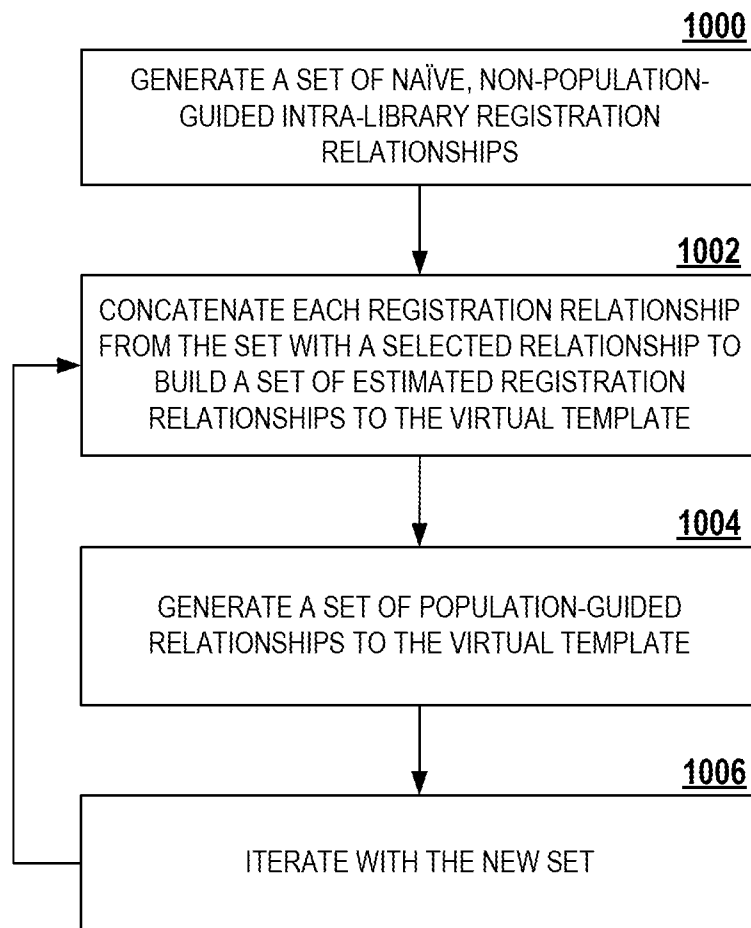 1000
GENERATE A SET OF NAÏVE, NON-POPULATION-
GUIDED INTRA-LIBRARY REGISTRATION
RELATIONSHIPS
1002
CONCATENATE EACH REGISTRATION RELATIONSHIP
FROM THE SET WITH A SELECTED RELATIONSHIP TO
BUILD A SET OF ESTIMATED REGISTRATION
RELATIONSHIPS TO THE VIRTUAL TEMPLATE
1004
GENERATE A SET OF POPULATION-GUIDED
RELATIONSHIPS TO THE VIRTUAL TEMPLATE
1006
ITERATE WITH THE NEW SET